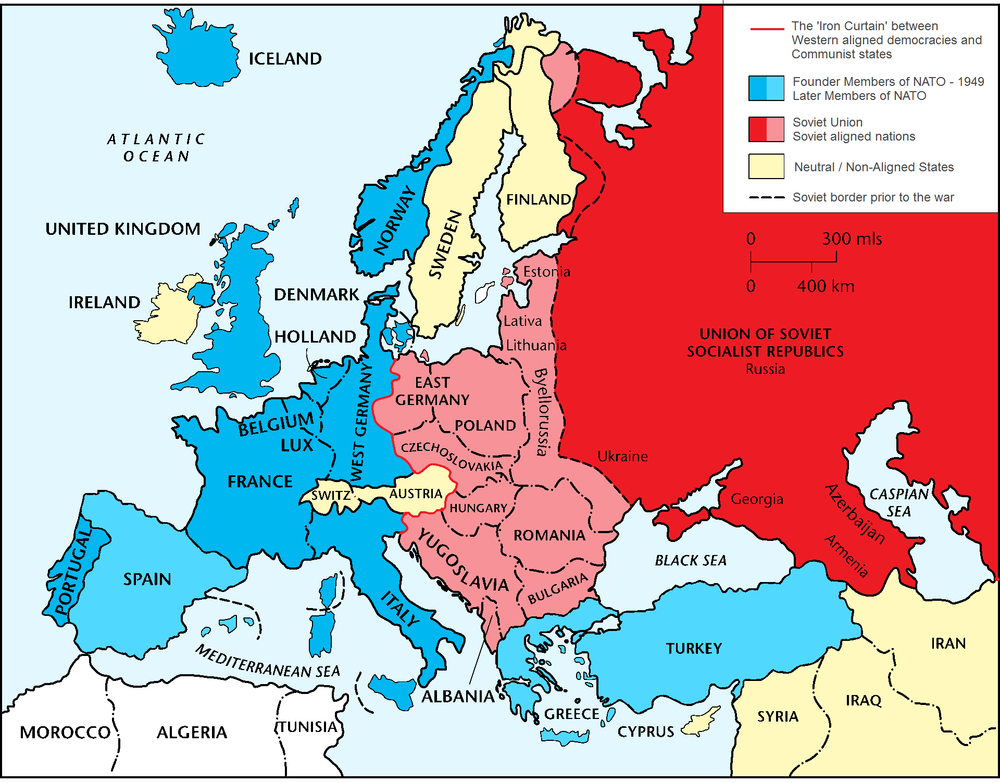 The 'Iron Curtain' between
Western aligned democracies and
Communist states
Founder Members of NATO - 1949
Later Members of NATO
Soviet Union
Soviet aligned nations
Neutral / Non-Aligned States
Soviet border prior to the war
0 300 mls
0 400 km
ICELAND
ATLANTIC
OCEAN
UNITED KINGDOM
IRELAND
NORWAY
SWEDEN
FINLAND
DENMARK
HOLLAND
Estonia
Lativa
Lithuania
UNION OF SOVIET
SOCIALIST REPUBLICS
Russia
BELGIUM
LUX
WEST GERMANY
EAST
GERMANY
POLAND
Byellorussia
CZECHOSLOVAKIA
Ukraine
FRANCE
SWITZ
AUSTRIA
HUNGARY
ROMANIA
Georgia
Azerbaijan
Armenia
CASPIAN
SEA
BLACK SEA
PORTUGAL
SPAIN
ITALY
YUGOSLAVIA
BULGARIA
MEDITERRANEAN SEA
ALBANIA
GREECE
TURKEY
CYPRUS
SYRIA
IRAQ
IRAN
MOROCCO
ALGERIA
TUNISIA